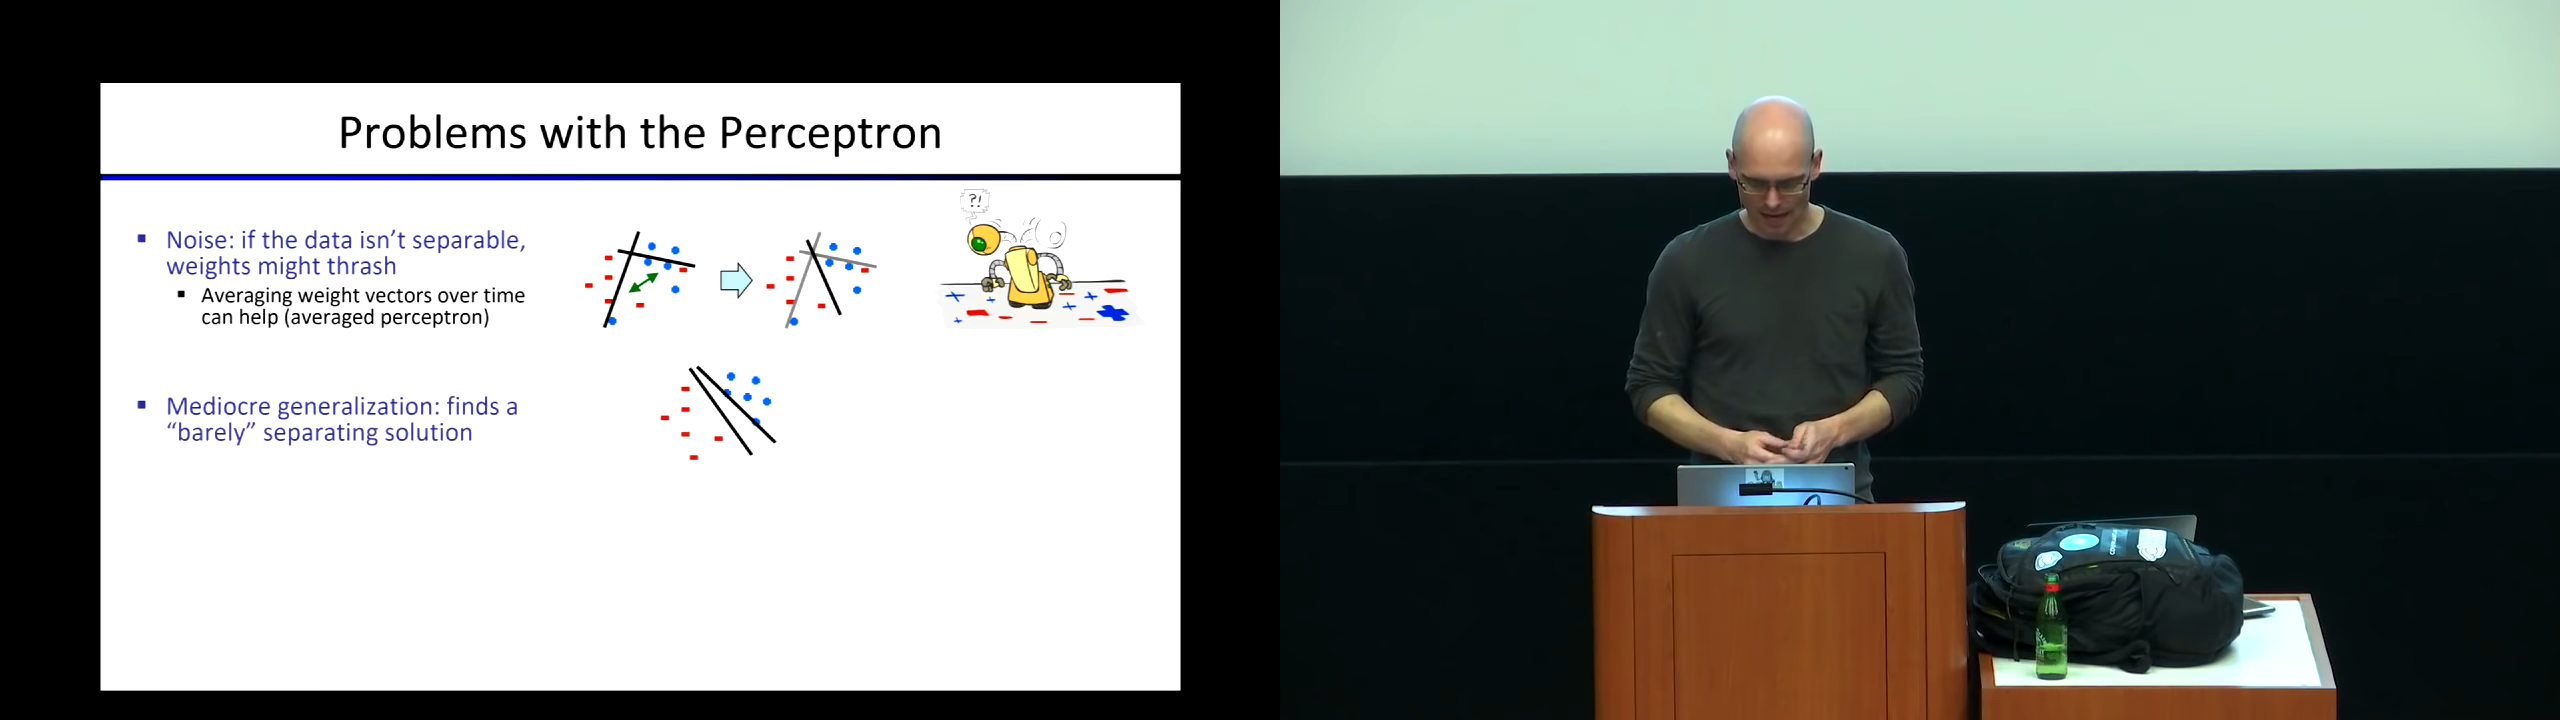 Problems with the Perceptron
Noise: if the data isn't separable,
weights might thrash
Averaging weight vectors over time
can help (averaged perceptron)
?!
Mediocre generalization: finds a
“barely” separating solution